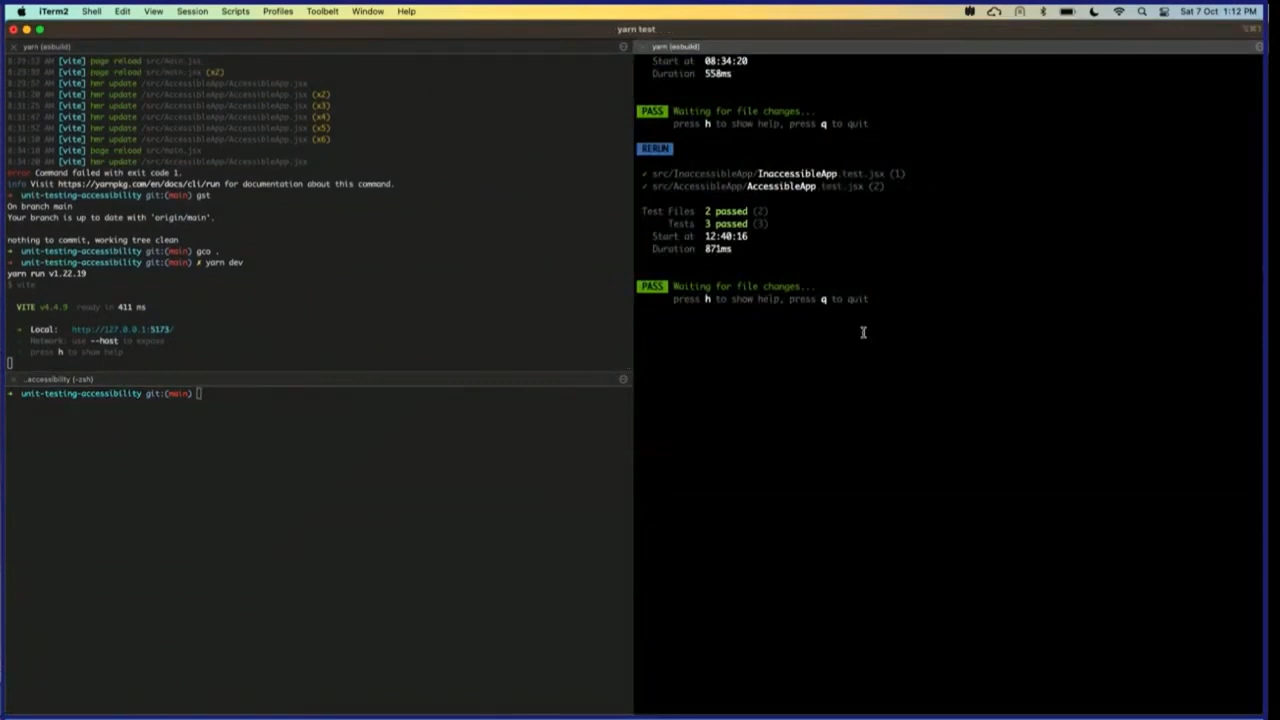 iTerm2 Shell Edit View Session Scripts Profiles Toolbelt Window Help Sat 7 Oct 1:12 PM
yarn test
yarn (esbuild)
8:29:53 AM [vite] page reload src/main.jsx
8:29:92 AM [vite] page reload src/main.jsx (x2)
8:29:57 AM [vite] hmr update /src/AccessibleApp/AccessibleApp.jsx
8:31:20 AM [vite] hmr update /src/AccessibleApp/AccessibleApp.jsx (x2)
8:31:25 AM [vite] hmr update /src/AccessibleApp/AccessibleApp.jsx (x3)
8:31:47 AM [vite] hmr update /src/AccessibleApp/AccessibleApp.jsx (x4)
8:31:52 AM [vite] hmr update /src/AccessibleApp/AccessibleApp.jsx (x5)
8:34:10 AM [vite] hmr update /src/AccessibleApp/AccessibleApp.jsx (x6)
8:34:18 AM [vite] page reload src/main.jsx
8:34:20 AM [vite] hmr update /src/AccessibleApp/AccessibleApp.jsx
error Command failed with exit code 1.
info Visit https://yarnpkg.com/en/docs/cli/run for documentation about this command.
➜ unit-testing-accessibility git:(main) gst
On branch main
Your branch is up to date with 'origin/main'.
nothing to commit, working tree clean
➜ unit-testing-accessibility git:(main) gco .
➜ unit-testing-accessibility git:(main) ✗ yarn dev
yarn run v1.22.19
$ vite
VITE v4.4.9 ready in 411 ms
➜ Local: http://127.0.0.1:5173/
➜ Network: use --host to expose
➜ press h to show help
..accessibility (-zsh)
➜ unit-testing-accessibility git:(main)
yarn (esbuild)
Start at 08:34:20
Duration 558ms
PASS Waiting for file changes...
press h to show help, press q to quit
RERUN
✓ src/InaccessibleApp/InaccessibleApp.test.jsx (1)
✓ src/AccessibleApp/AccessibleApp.test.jsx (2)
Test Files 2 passed (2)
Tests 3 passed (3)
Start at 12:40:16
Duration 871ms
PASS Waiting for file changes...
press h to show help, press q to quit